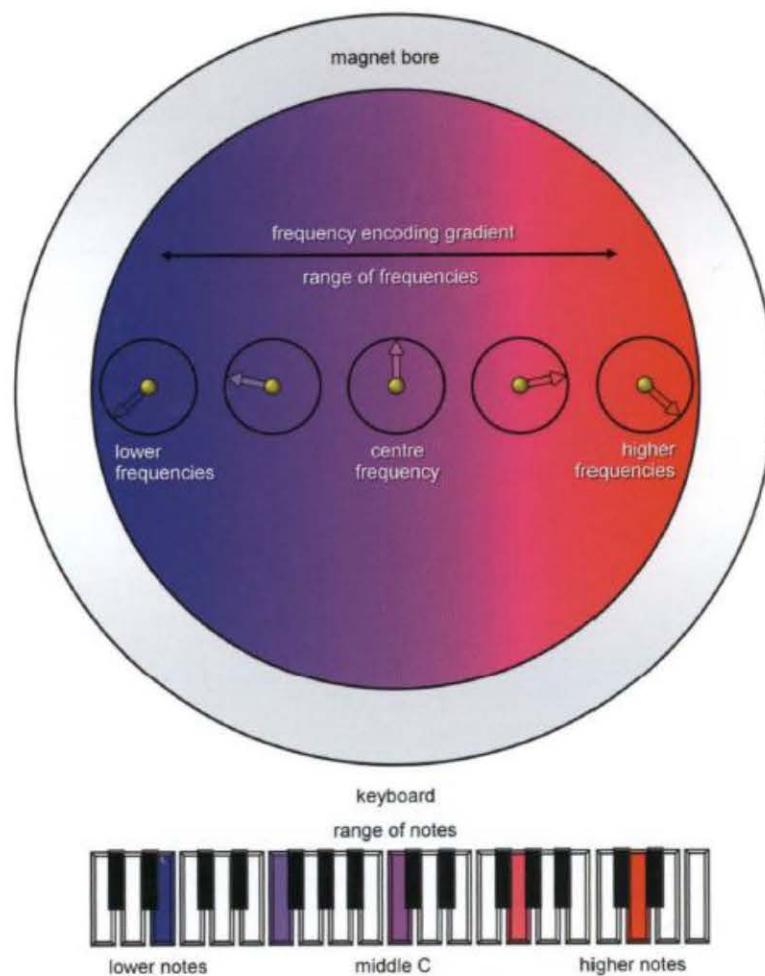 magnet bore
frequency encoding gradient
range of frequencies
lower
frequencies
centre
frequency
higher
frequencies
keyboard
range of notes
lower notes
middle C
higher notes